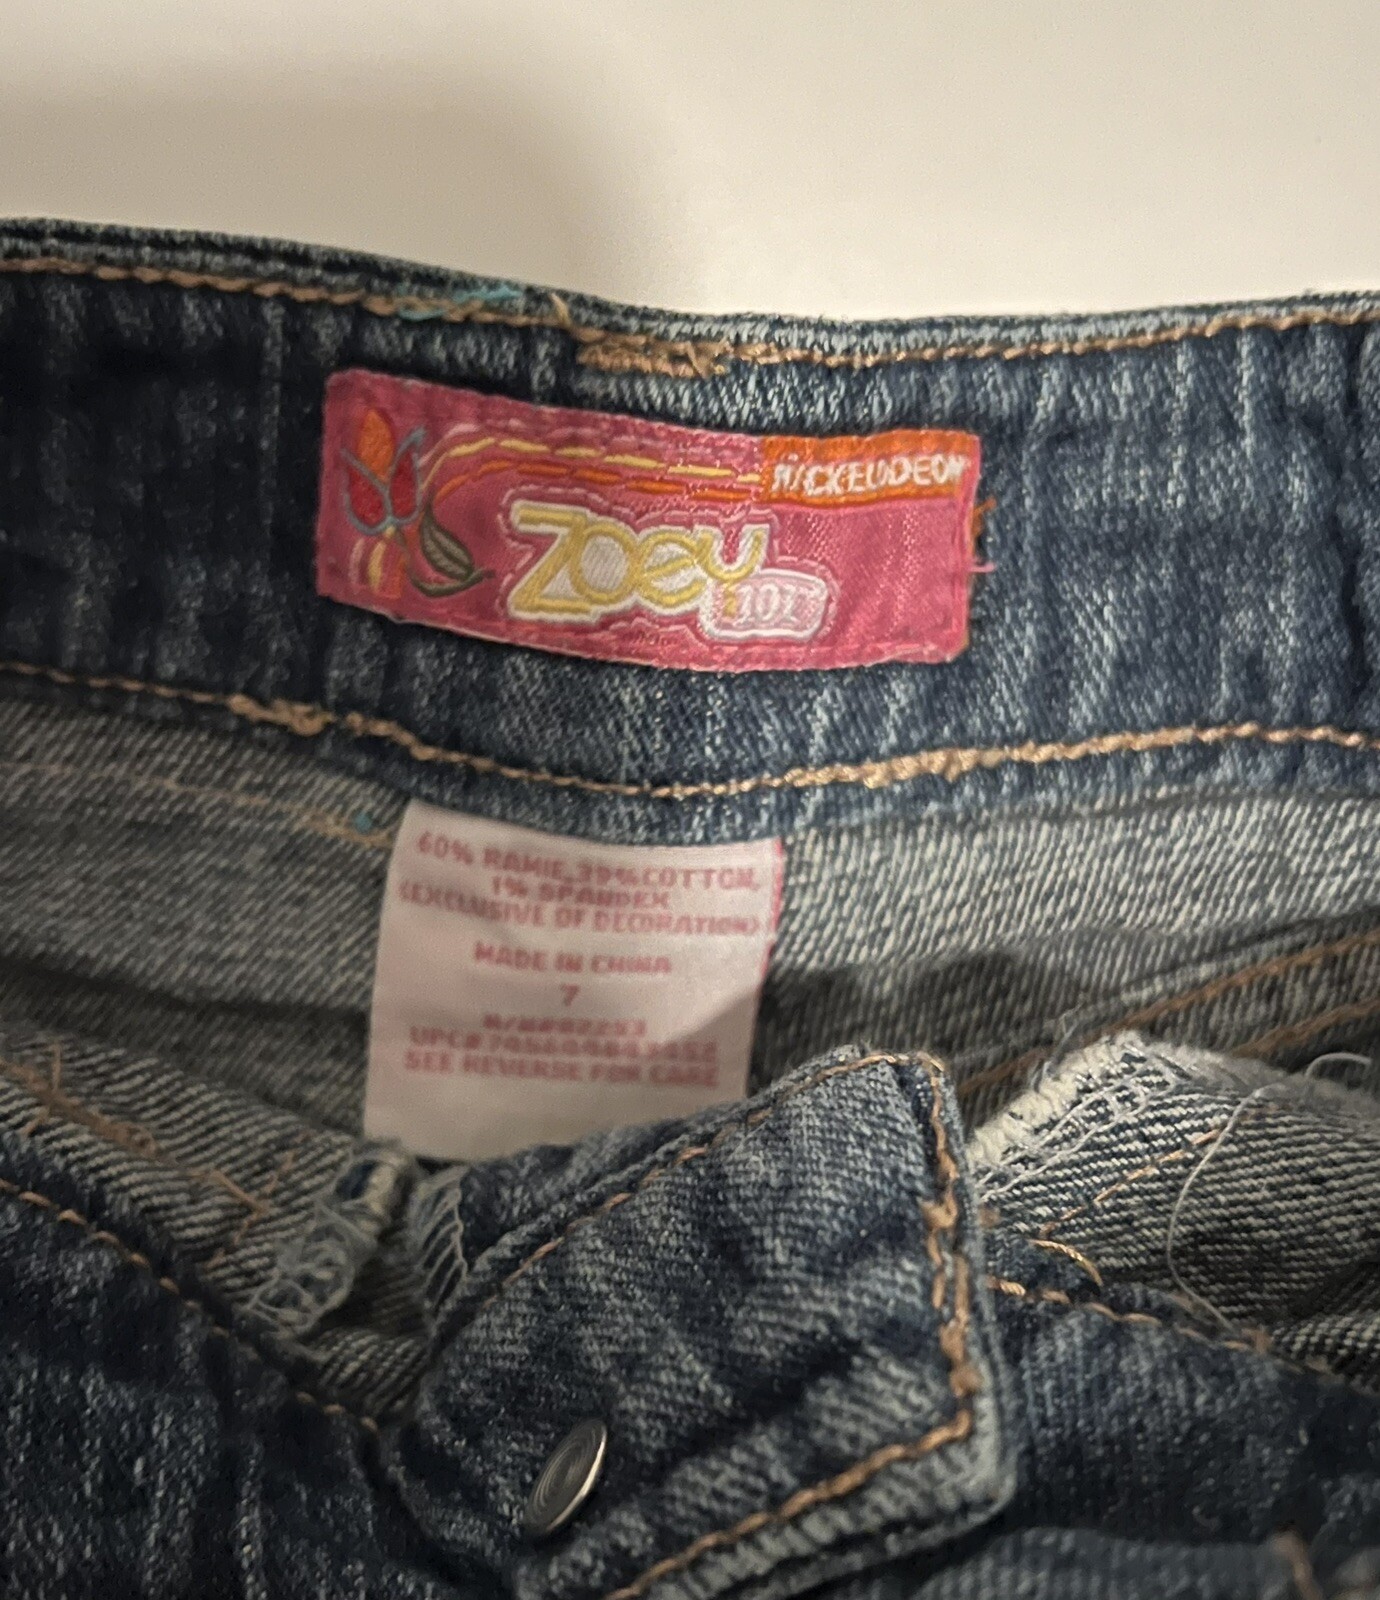 NICKELODEON
Zoey
101
60% RAMIE, 39% COTTON,
1% SPANDEX
(EXCLUSIVE OF DECORATION)
MADE IN CHINA
7
UPC#
SEE REVERSE FOR CARE